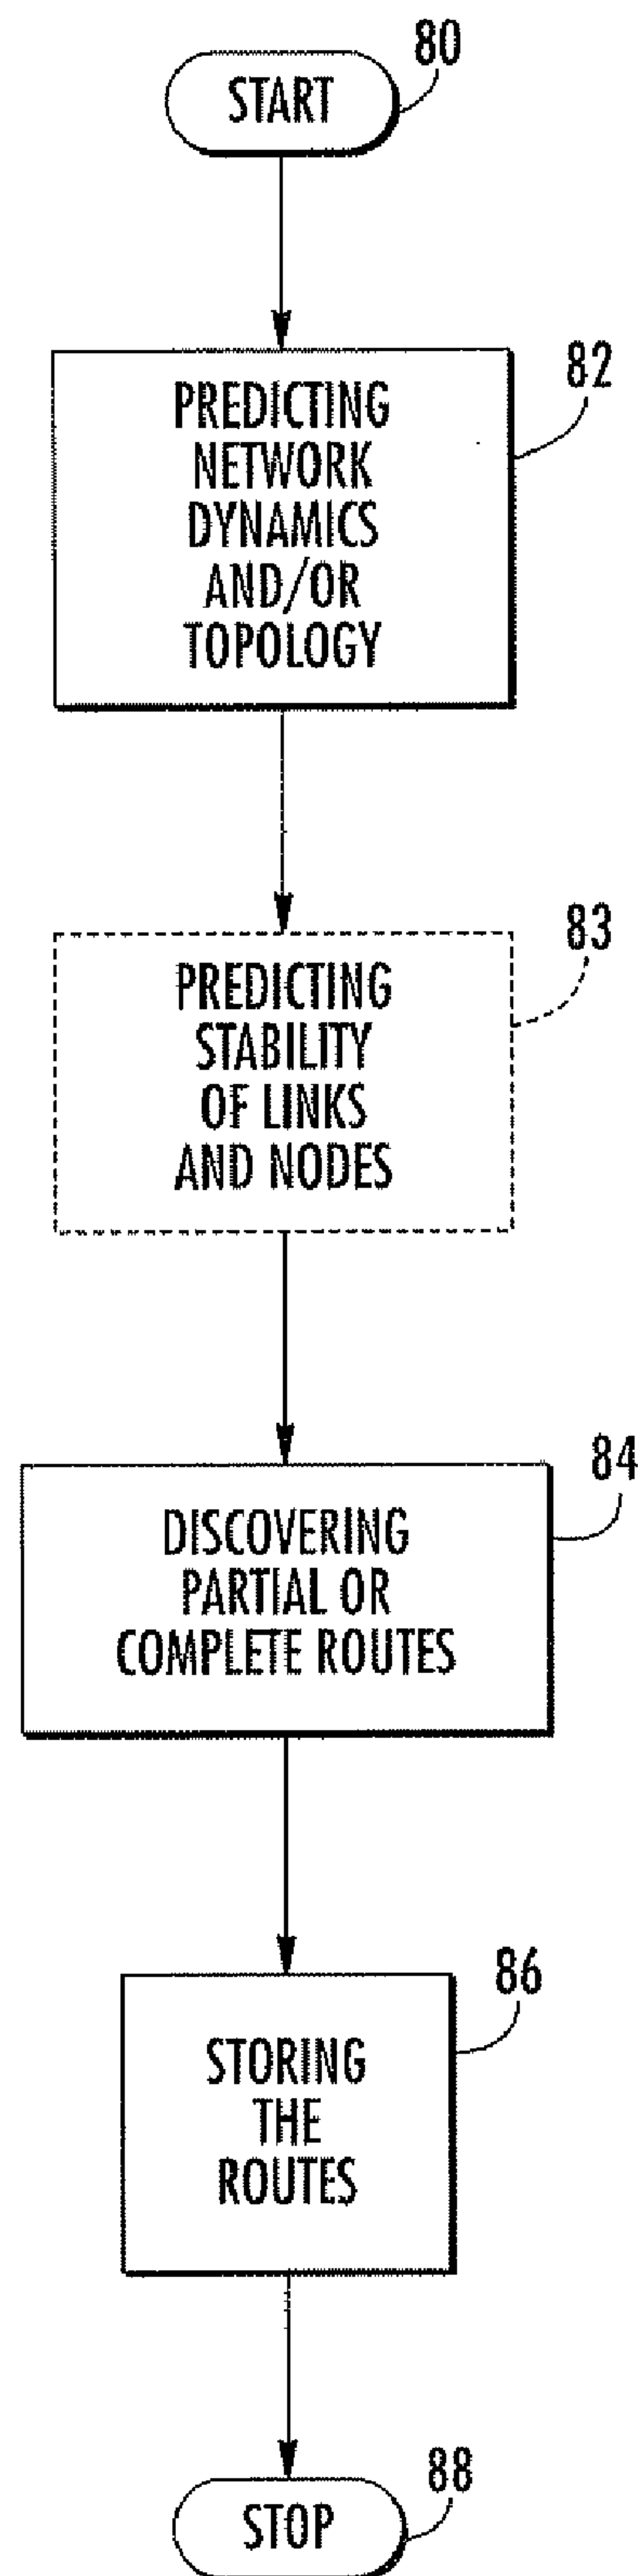 80
START
82
PREDICTING
NETWORK
DYNAMICS
AND/OR
TOPOLOGY
83
PREDICTING
STABILITY
OF LINKS
AND NODES
84
DISCOVERING
PARTIAL OR
COMPLETE ROUTES
86
STORING
THE
ROUTES
88
STOP